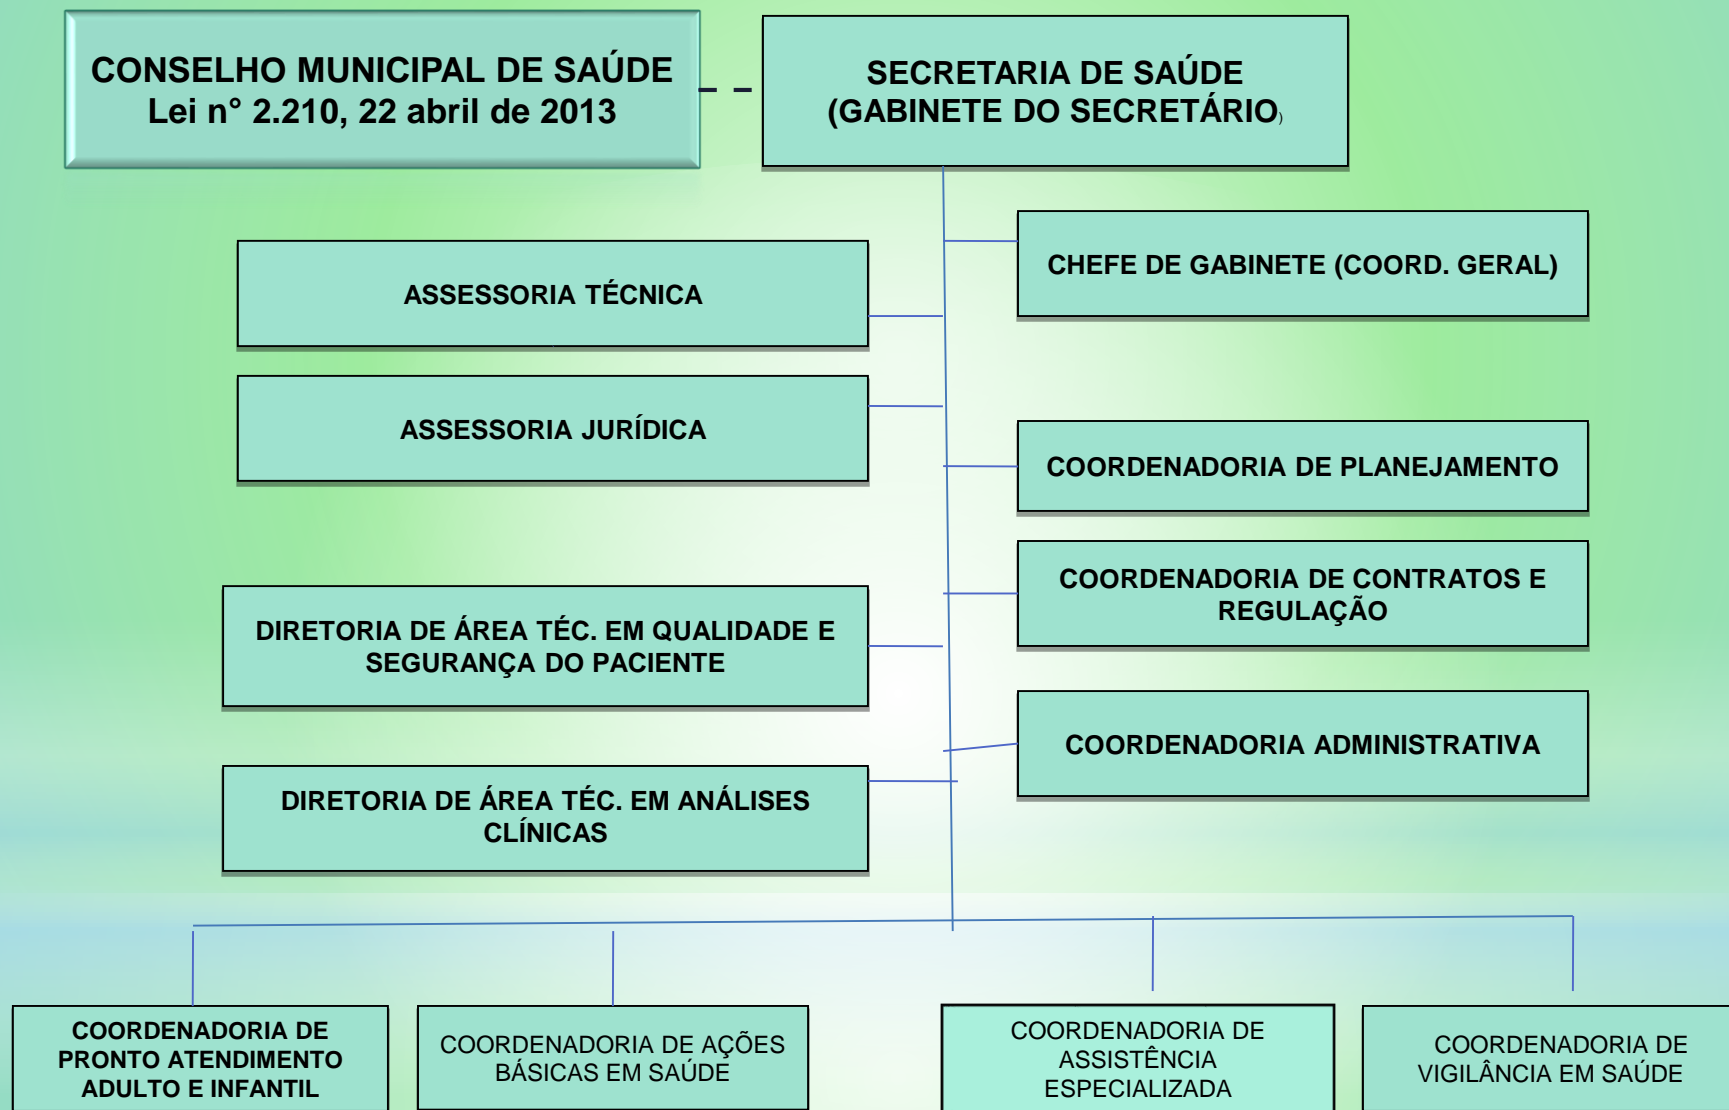 CONSELHO MUNICIPAL DE SAÚDE
Lei n° 2.210, 22 abril de 2013
SECRETARIA DE SAÚDE
(GABINETE DO SECRETÁRIO)
CHEFE DE GABINETE (COORD. GERAL)
ASSESSORIA TÉCNICA
ASSESSORIA JURÍDICA
COORDENADORIA DE PLANEJAMENTO
COORDENADORIA DE CONTRATOS E
REGULAÇÃO
DIRETORIA DE ÁREA TÉC. EM QUALIDADE E
SEGURANÇA DO PACIENTE
COORDENADORIA ADMINISTRATIVA
DIRETORIA DE ÁREA TÉC. EM ANÁLISES
CLÍNICAS
COORDENADORIA DE
PRONTO ATENDIMENTO
ADULTO E INFANTIL
COORDENADORIA DE AÇÕES
BÁSICAS EM SAÚDE
COORDENADORIA DE
ASSISTÊNCIA
ESPECIALIZADA
COORDENADORIA DE
VIGILÂNCIA EM SAÚDE